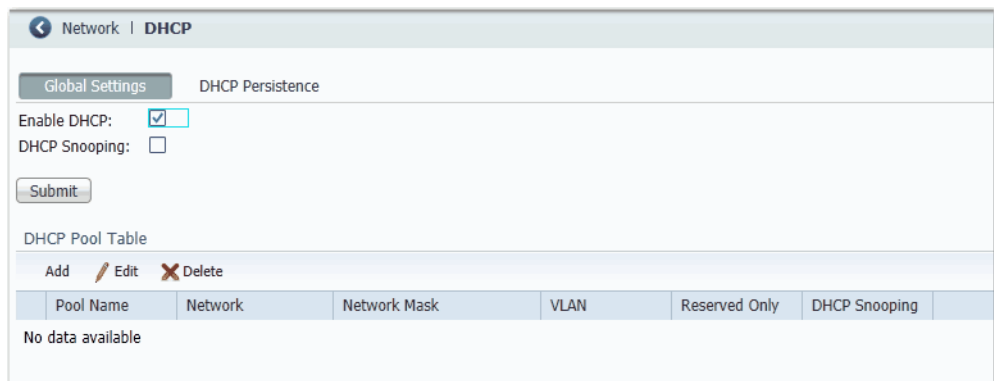 Network | DHCP
Global Settings DHCP Persistence
Enable DHCP:
DHCP Snooping:
Submit
DHCP Pool Table
Add Edit Delete
Pool Name Network Network Mask VLAN Reserved Only DHCP Snooping
No data available